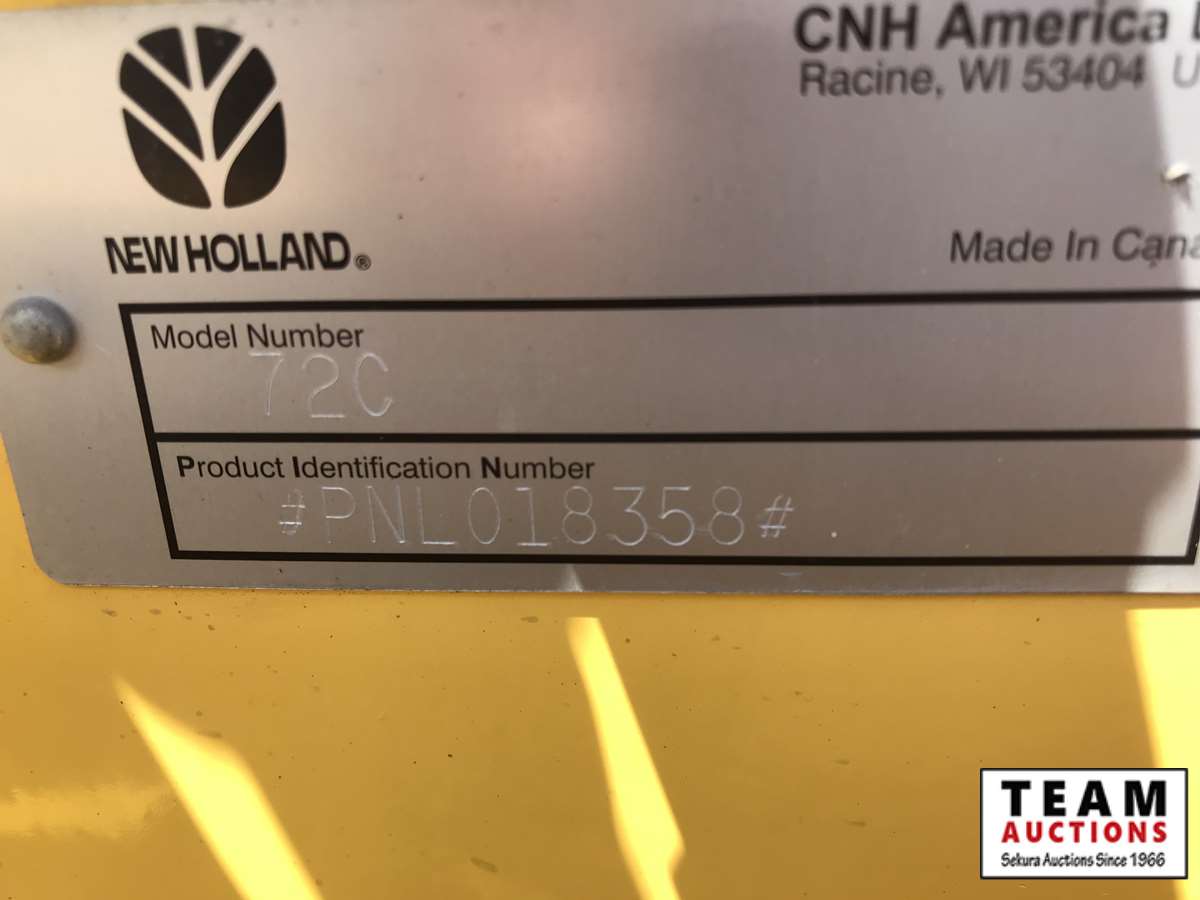 CNH America
Racine, WI 53404 U
NEW HOLLAND®
Made In Cana
Model Number
72C
Product Identification Number
#PNL018358#
TEAM
AUCTIONS
Sekura Auctions Since 1966